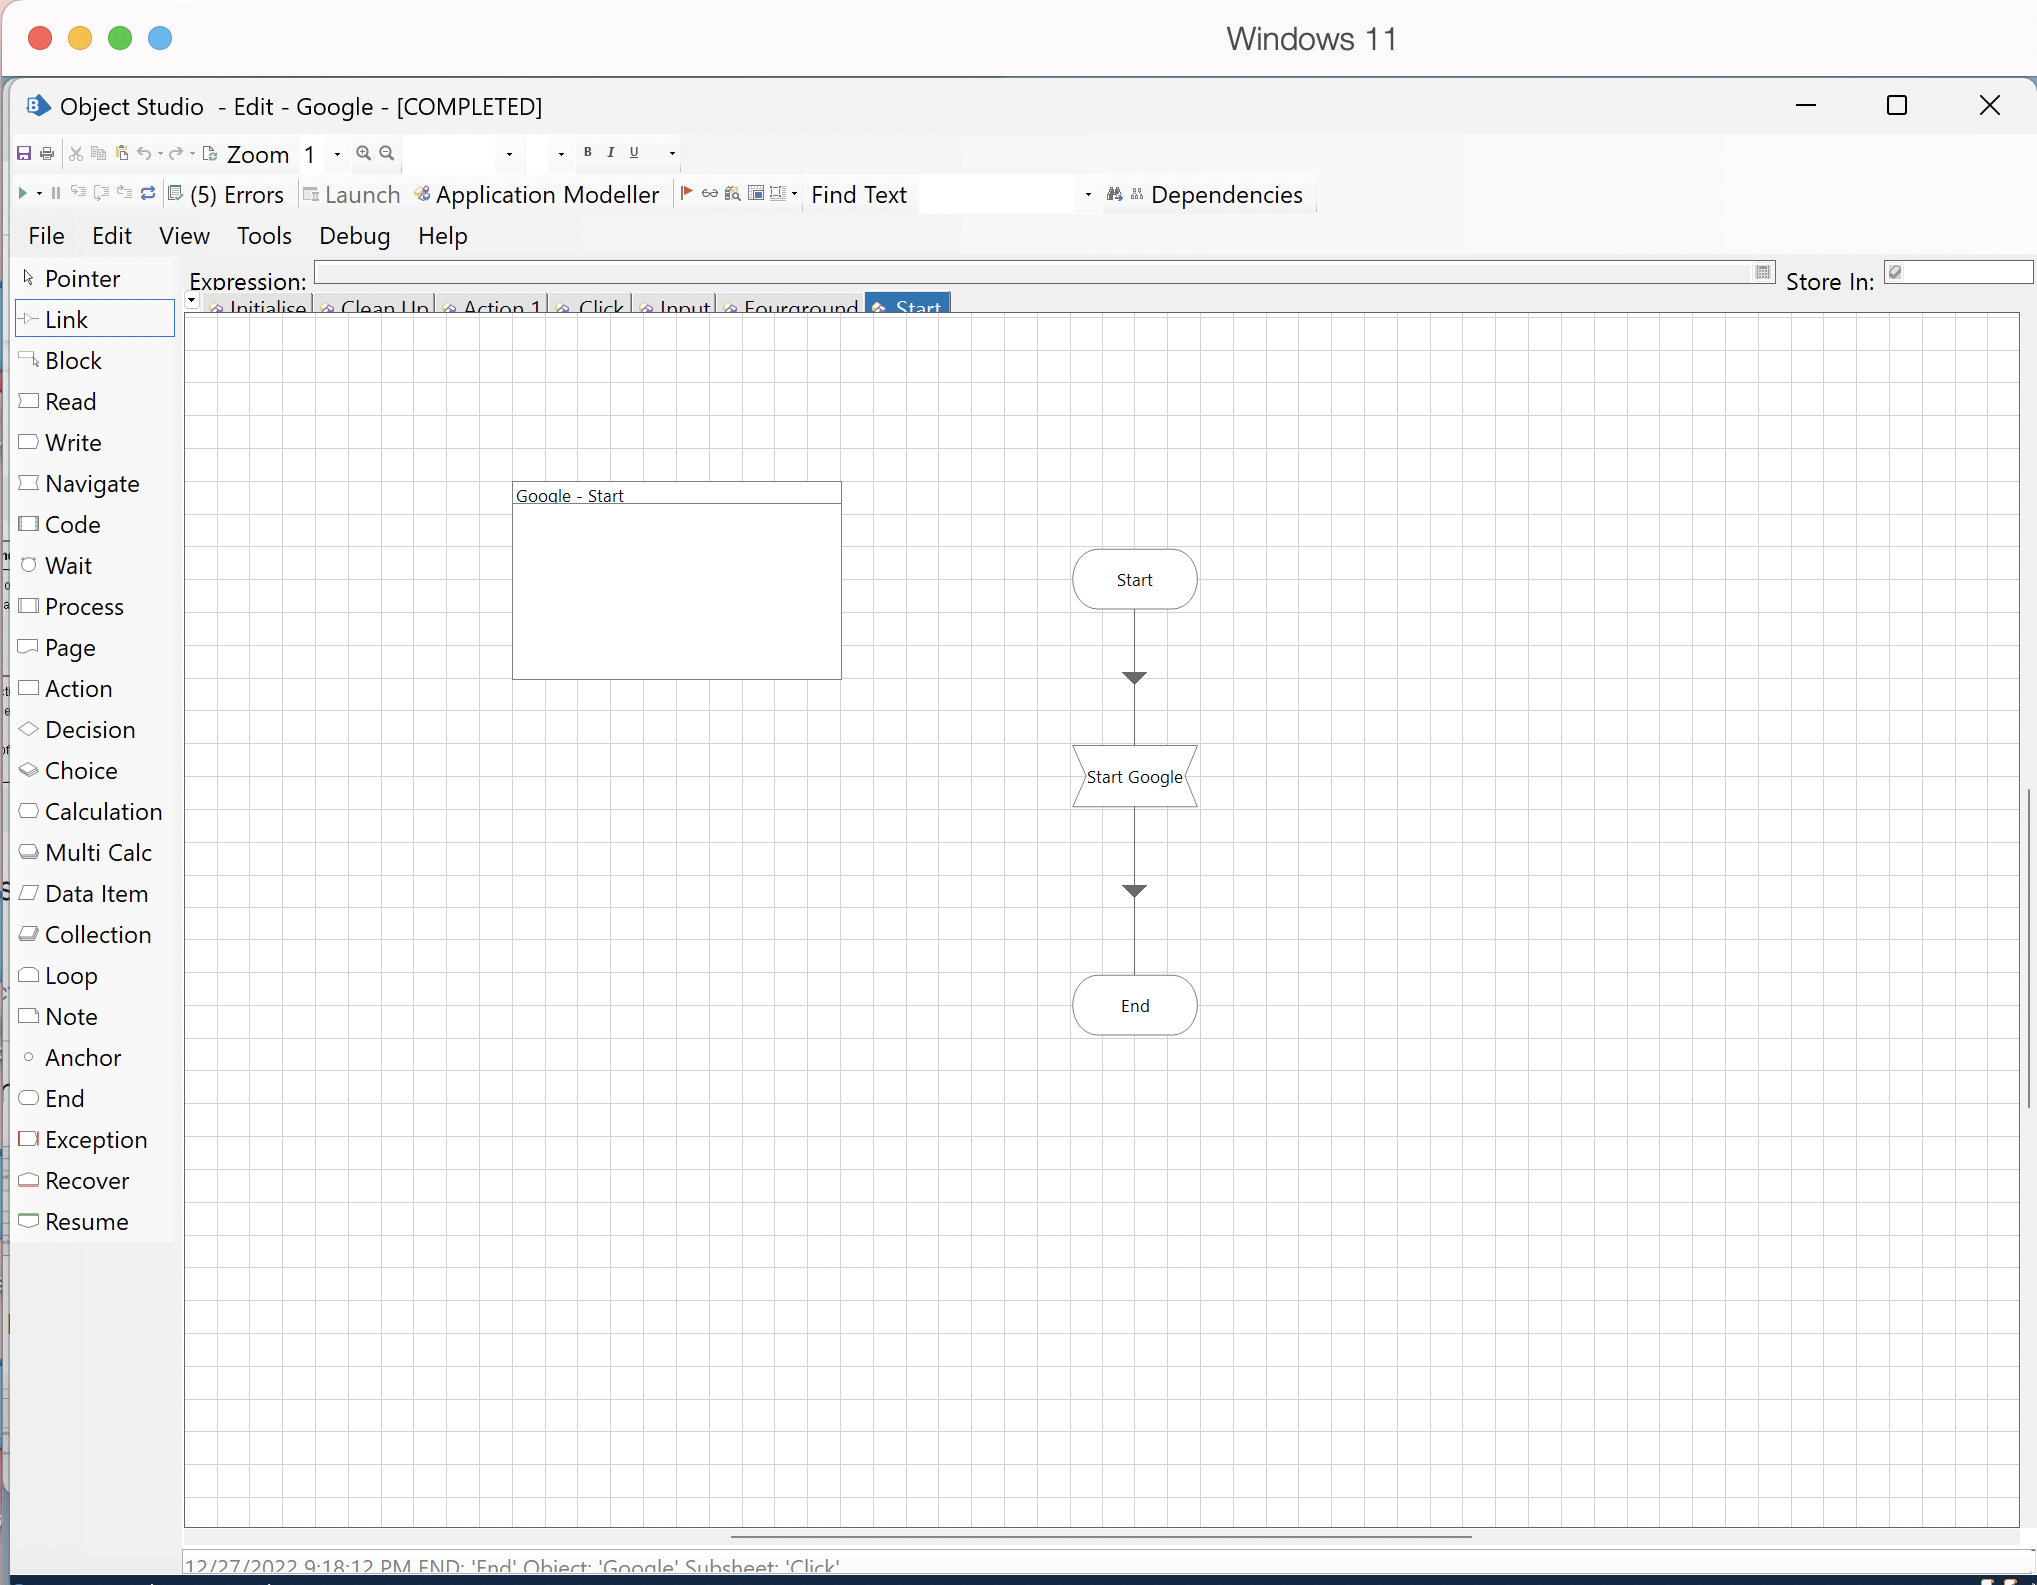 Windows 11
Object Studio - Edit - Google - [COMPLETED]
Zoom 1 B I U
(5) Errors Launch Application Modeller Find Text Dependencies
File Edit View Tools Debug Help
Expression: Store In:
Initialise Clean Up Action 1 Click Input Fourground Start
Pointer
Link
Block
Read
Write
Navigate
Code
Wait
Process
Page
Action
Decision
Choice
Calculation
Multi Calc
Data Item
Collection
Loop
Note
Anchor
End
Exception
Recover
Resume
Google - Start
Start
Start Google
End
12/27/2022 9:18:12 PM END: 'End' Object: 'Google' Subsheet: 'Click'